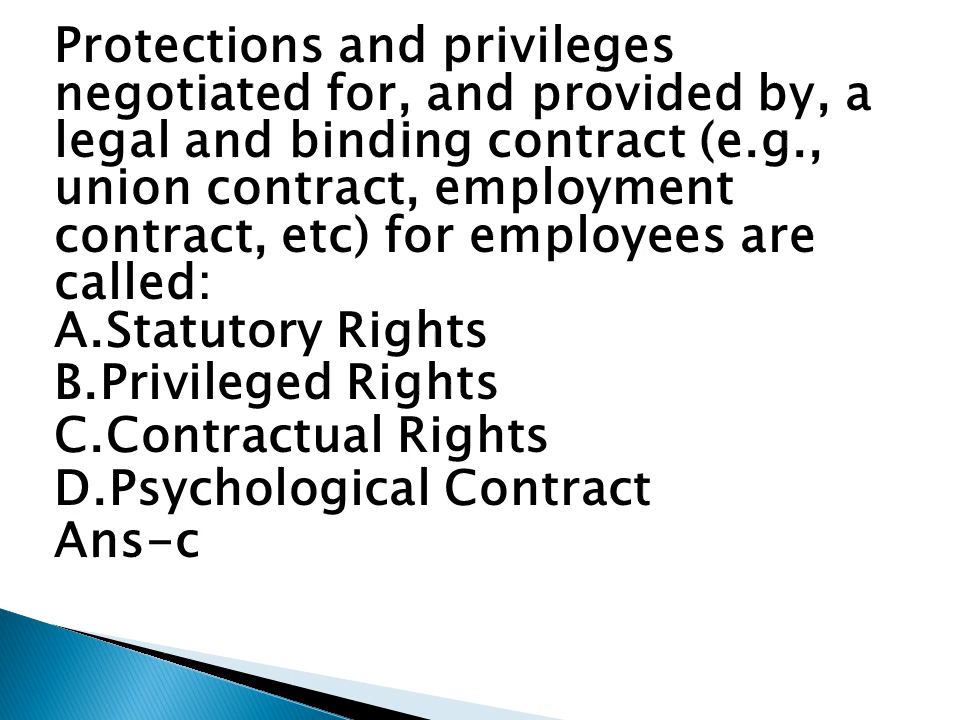 Protections and privileges
negotiated for, and provided by, a
legal and binding contract (e.g.,
union contract, employment
contract, etc) for employees are
called:
A.Statutory Rights
B.Privileged Rights
C.Contractual Rights
D.Psychological Contract
Ans-c